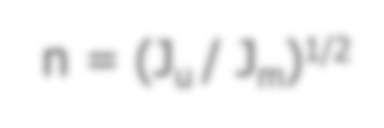 n = (Jᵤ / Jₘ)¹/²